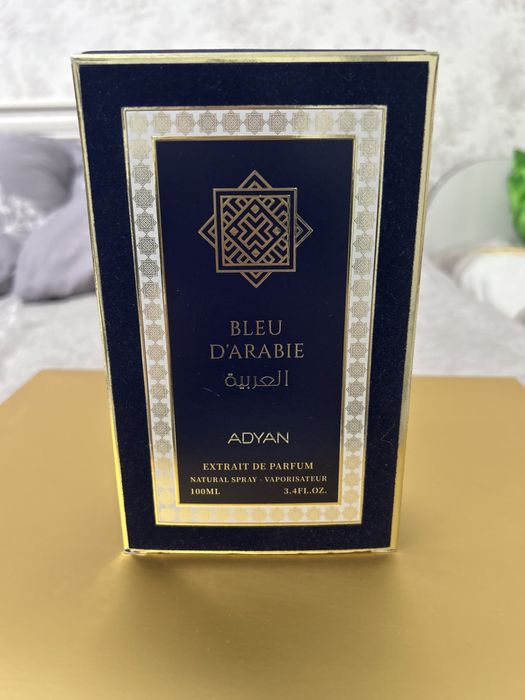 BLEU
D'ARABIE
العربية
ADYAN
EXTRAIT DE PARFUM
NATURAL SPRAY - VAPORISATEUR
100ML 3.4FL.OZ.